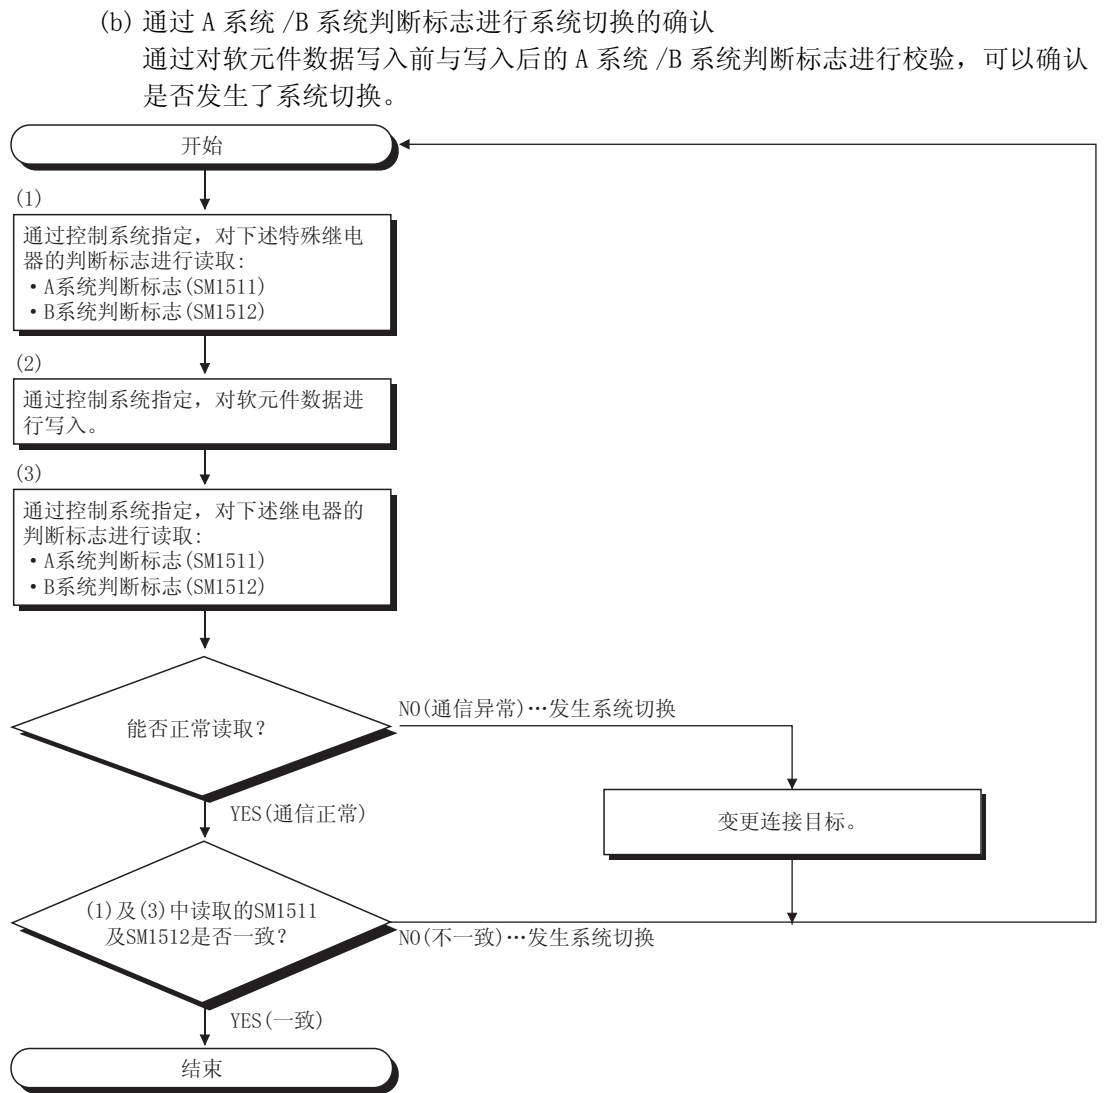 (b) 通过 A 系统 /B 系统判断标志进行系统切换的确认
通过对软元件数据写入前与写入后的 A 系统 /B 系统判断标志进行校验，可以确认
是否发生了系统切换。
开始
(1)
通过控制系统指定，对下述特殊继电
器的判断标志进行读取:
・A系统判断标志(SM1511)
・B系统判断标志(SM1512)
(2)
通过控制系统指定，对软元件数据进
行写入。
(3)
通过控制系统指定，对下述继电器的
判断标志进行读取:
・A系统判断标志(SM1511)
・B系统判断标志(SM1512)
能否正常读取？
NO(通信异常)…发生系统切换
YES(通信正常)
变更连接目标。
(1)及(3)中读取的SM1511
及SM1512是否一致？
NO(不一致)…发生系统切换
YES(一致)
结束